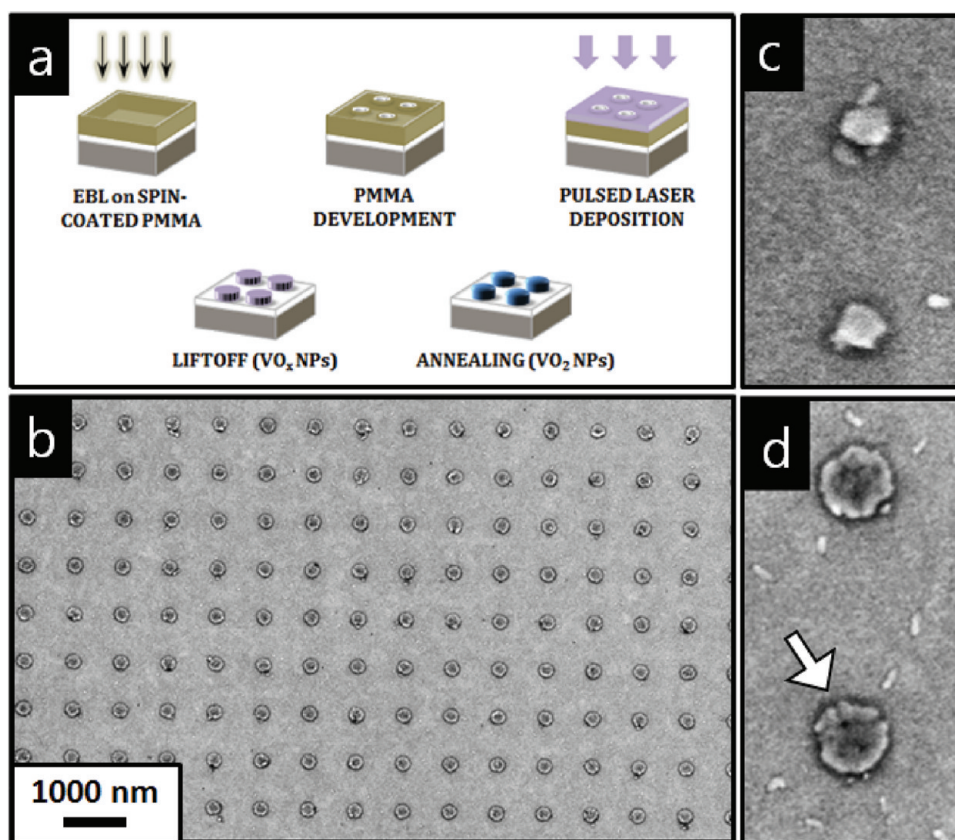 a
EBL on SPIN-
COATED PMMA
PMMA
DEVELOPMENT
PULSED LASER
DEPOSITION
LIFTOFF (VOₓ NPs)
ANNEALING (VO₂ NPs)
b
1000 nm
c
d